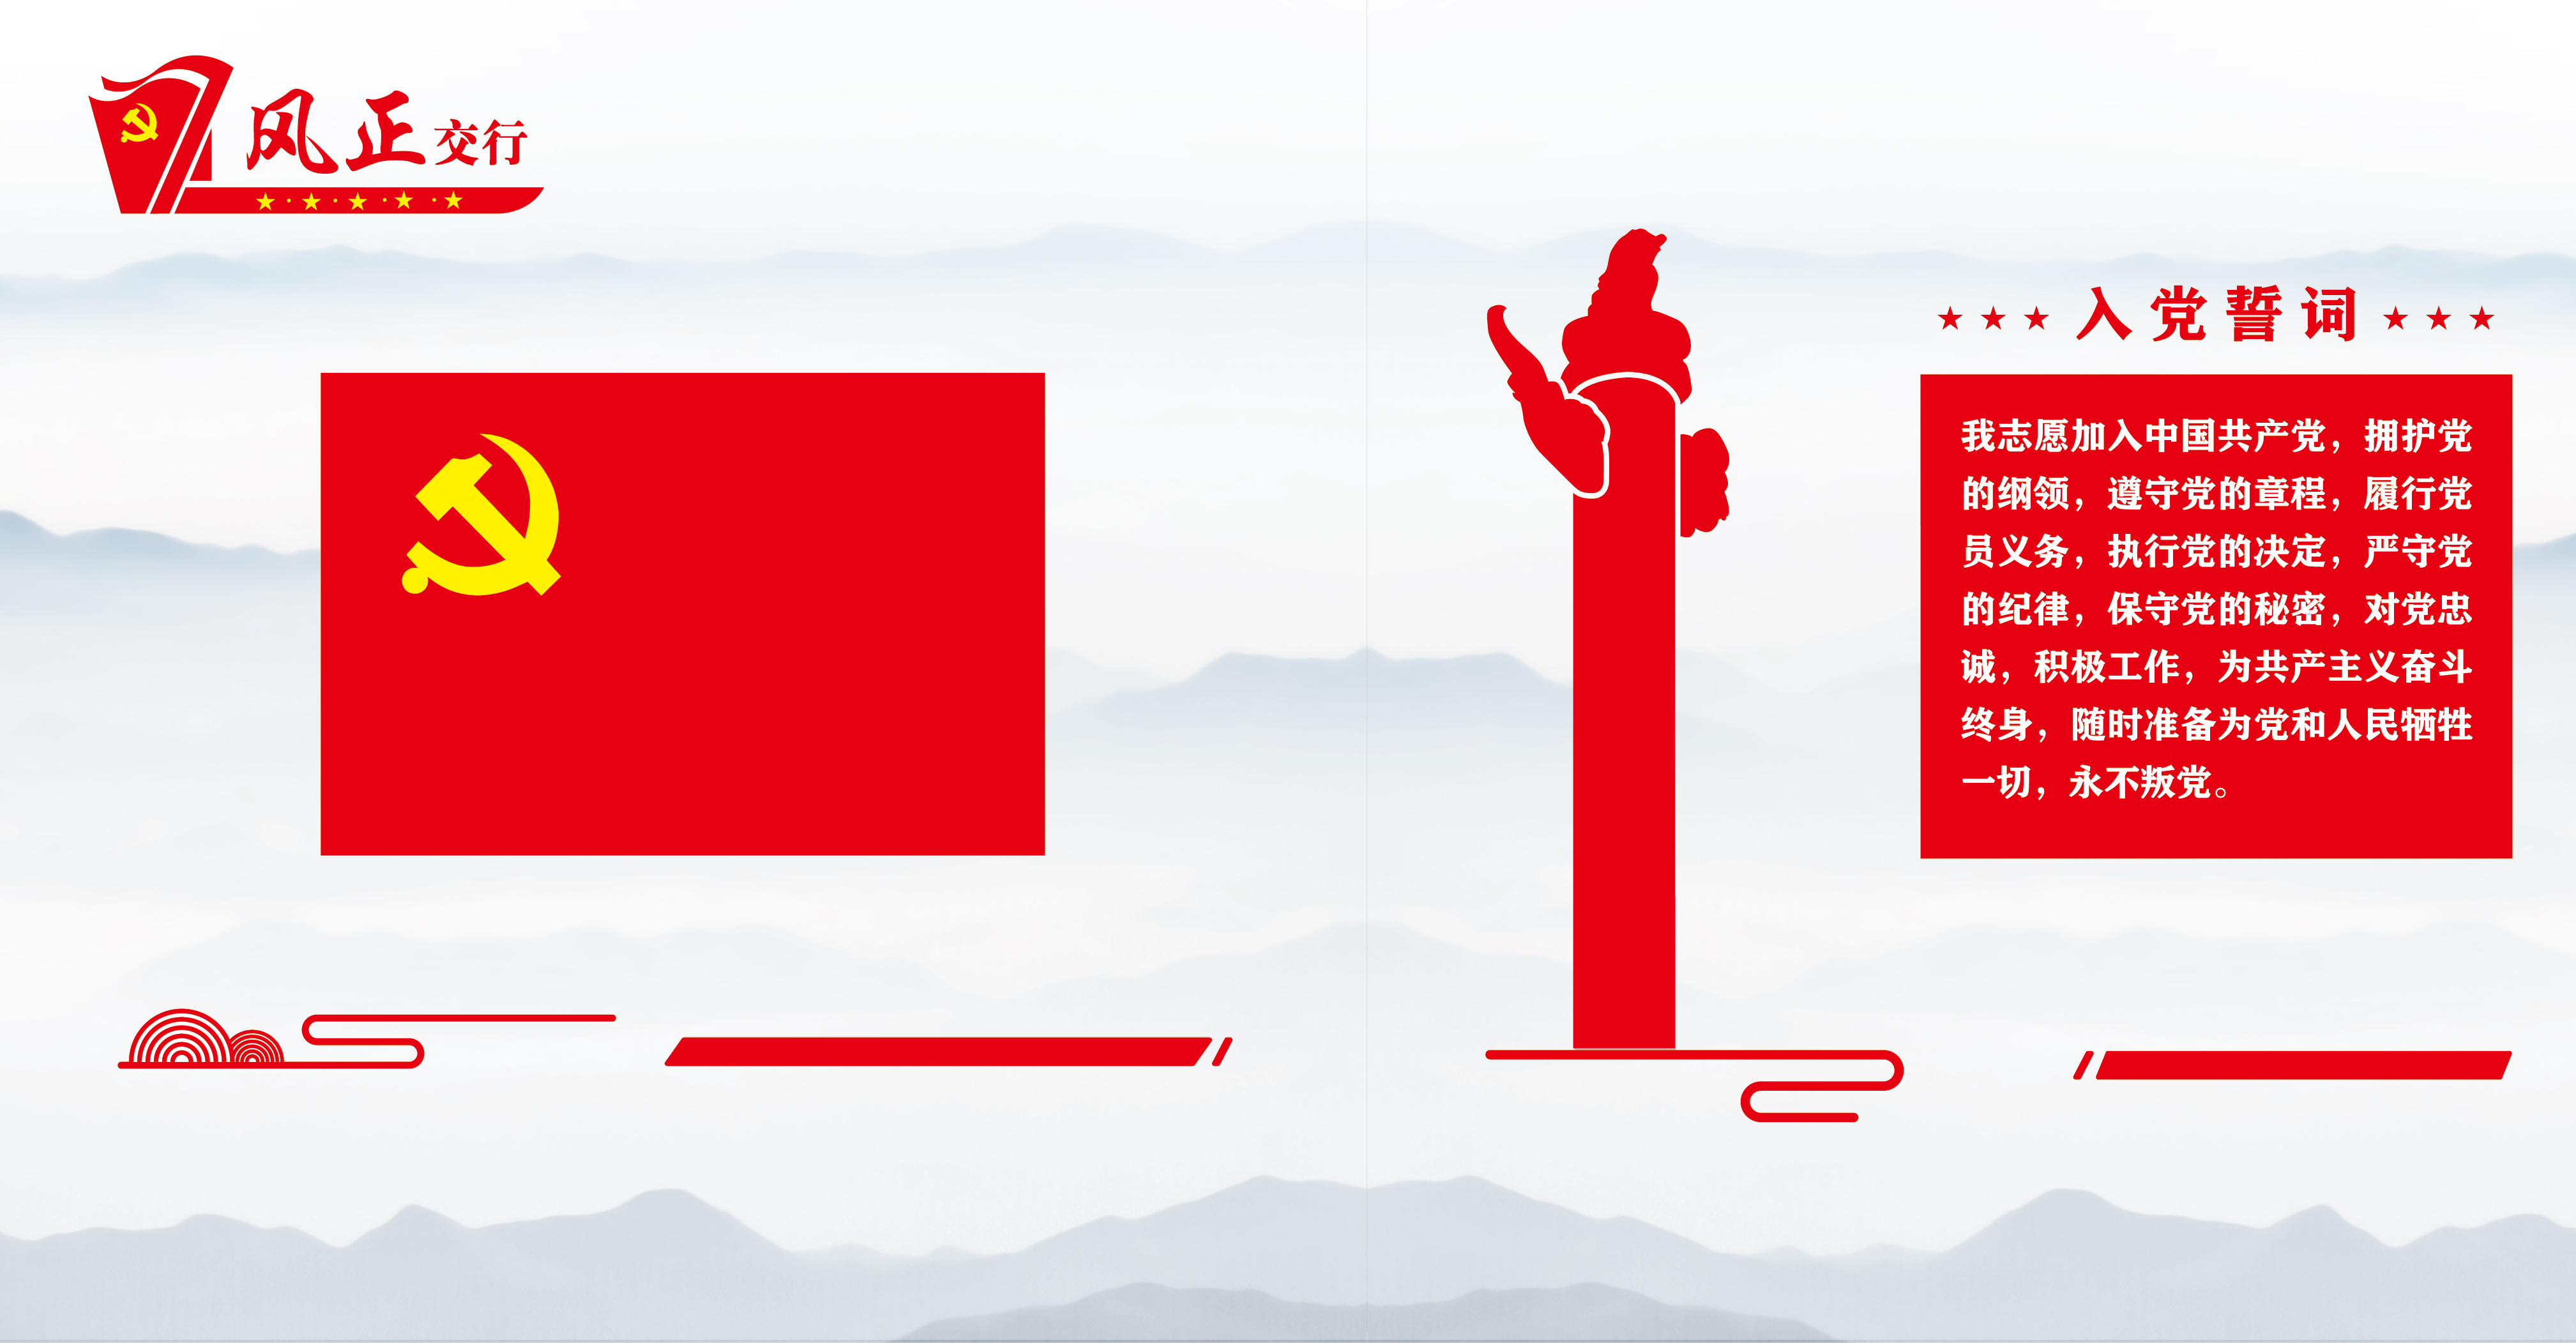 风正交行
入党誓词
我志愿加入中国共产党，拥护党
的纲领，遵守党的章程，履行党
员义务，执行党的决定，严守党
的纪律，保守党的秘密，对党忠
诚，积极工作，为共产主义奋斗
终身，随时准备为党和人民牺牲
一切，永不叛党。